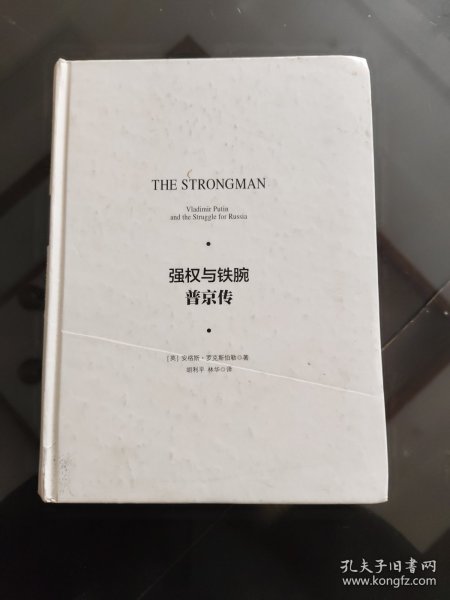 THE STRONGMAN
Vladimir Putin
and the Struggle for Russia
强权与铁腕
普京传
[英] 安格斯·罗克斯伯勒◎著
胡利平 林华◎译
孔夫子旧书网
www.kongfz.com